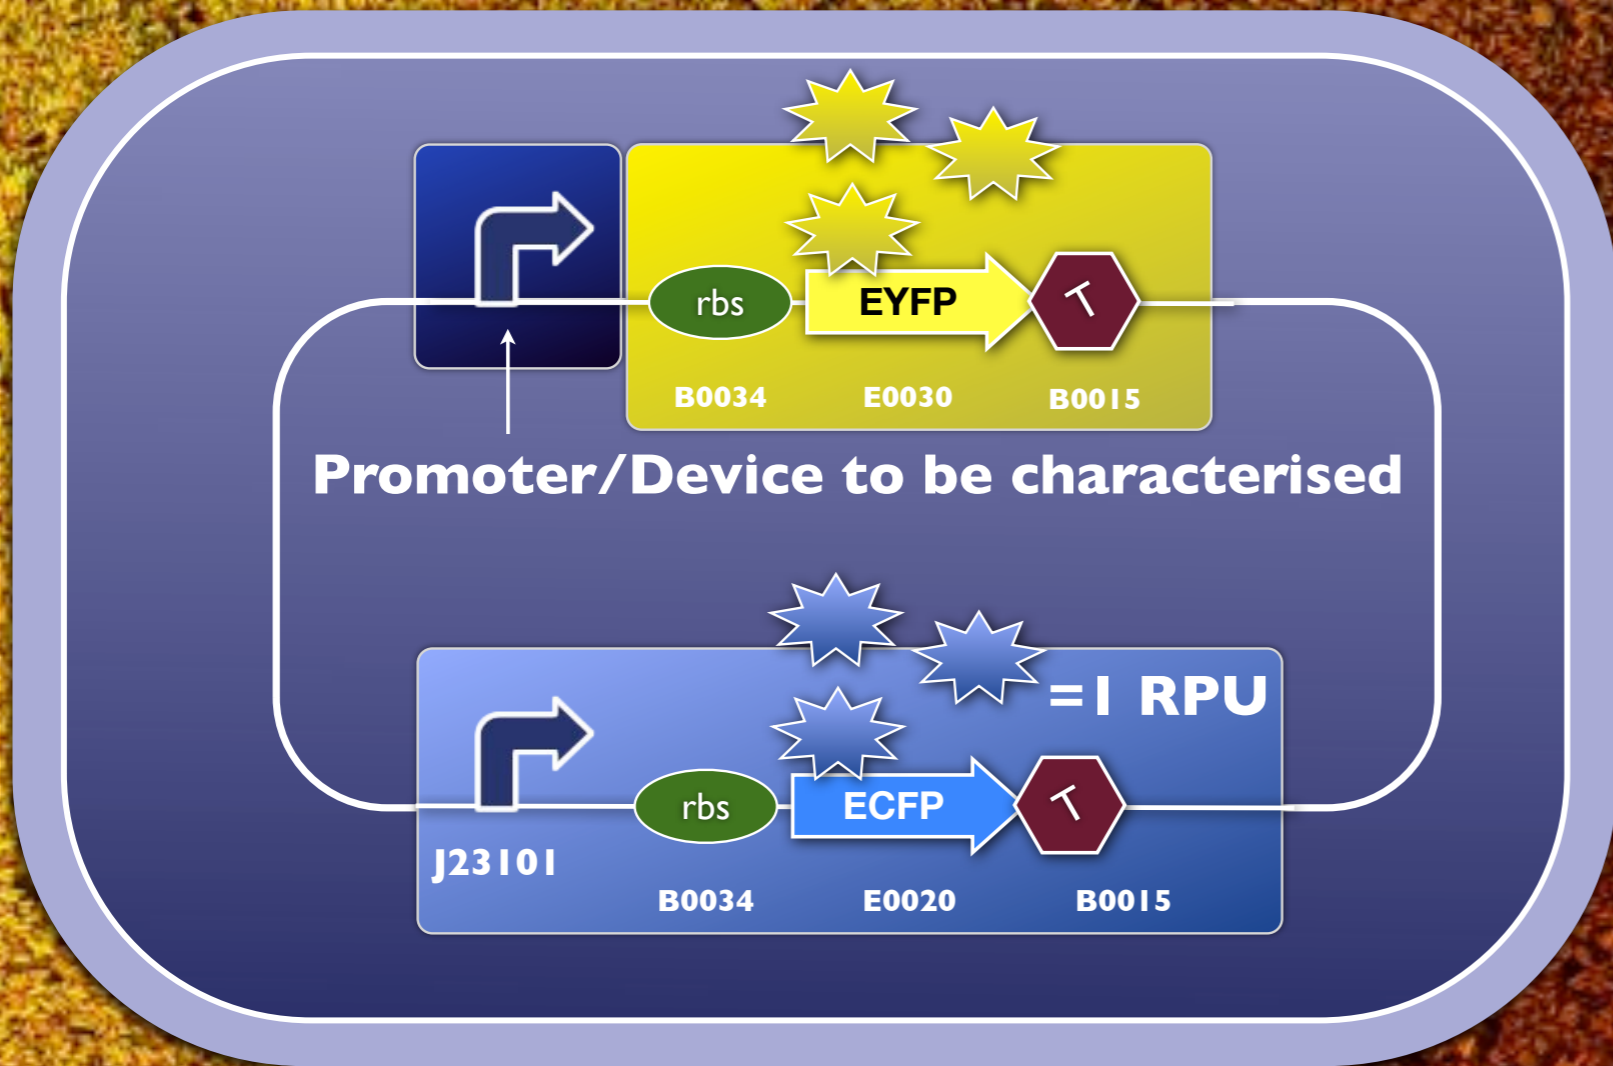 rbs EYFP T
B0034 E0030 B0015
Promoter/Device to be characterised
=1 RPU
rbs ECFP T
J23101
B0034 E0020 B0015